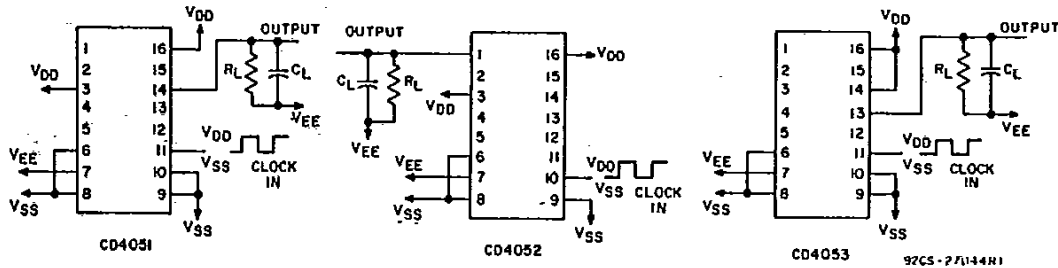 VDD
OUTPUT
1
2
3
4
5
6
7
8
16
15
14
13
12
11
10
9
VDD
VEE
VSS
RL
CL
VEE
VDD
VSS
CLOCK
IN
VSS
CD4051
OUTPUT
CL
RL
VEE
VDD
VEE
VSS
1
2
3
4
5
6
7
8
16
15
14
13
12
11
10
9
VDD
VDD
VSS
CLOCK
IN
VSS
CD4052
VDD
OUTPUT
1
2
3
4
5
6
7
8
16
15
14
13
12
11
10
9
VEE
VSS
RL
CL
VEE
VDD
VSS
CLOCK
IN
VSS
CD4053